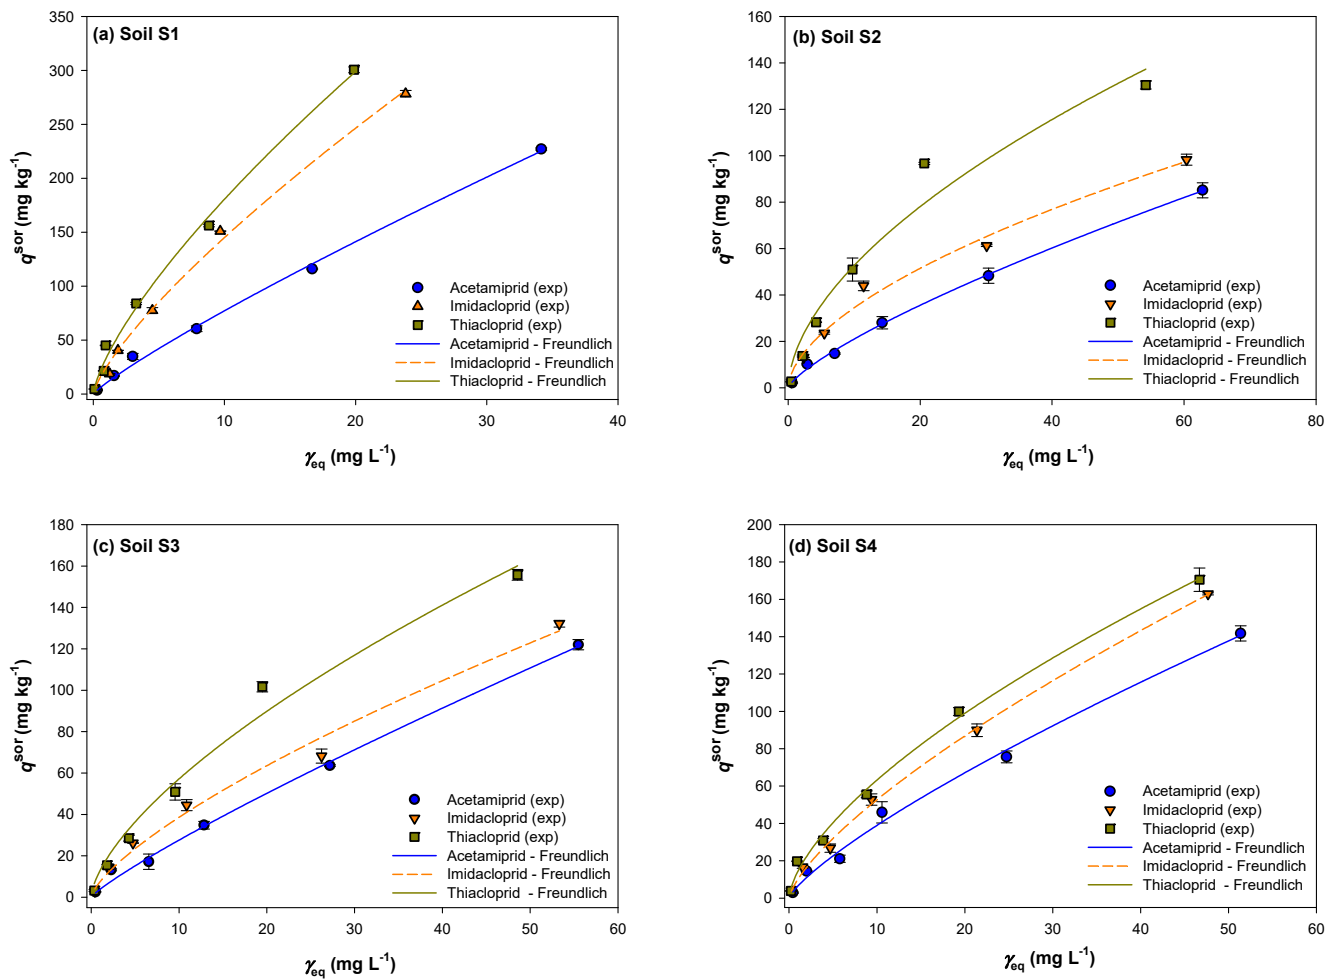 (a) Soil S1
350
300
250
200
150
100
50
0
q^sor (mg kg^-1)
Acetamiprid (exp)
Imidacloprid (exp)
Thiacloprid (exp)
Acetamiprid - Freundlich
Imidacloprid - Freundlich
Thiacloprid - Freundlich
0 10 20 30 40
γeq (mg L^-1)
(b) Soil S2
160
140
120
100
80
60
40
20
0
q^sor (mg kg^-1)
Acetamiprid (exp)
Imidacloprid (exp)
Thiacloprid (exp)
Acetamiprid - Freundlich
Imidacloprid - Freundlich
Thiacloprid - Freundlich
0 20 40 60 80
γeq (mg L^-1)
(c) Soil S3
180
160
140
120
100
80
60
40
20
0
q^sor (mg kg^-1)
Acetamiprid (exp)
Imidacloprid (exp)
Thiacloprid (exp)
Acetamiprid - Freundlich
Imidacloprid - Freundlich
Thiacloprid - Freundlich
0 10 20 30 40 50 60
γeq (mg L^-1)
(d) Soil S4
200
180
160
140
120
100
80
60
40
20
0
q^sor (mg kg^-1)
Acetamiprid (exp)
Imidacloprid (exp)
Thiacloprid (exp)
Acetamiprid - Freundlich
Imidacloprid - Freundlich
Thiacloprid - Freundlich
0 10 20 30 40 50 60
γeq (mg L^-1)